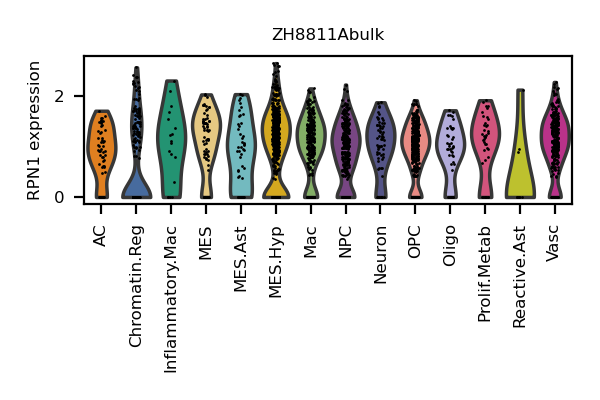 ZH8811Abulk
RPN1 expression
2
0
AC
Chromatin.Reg
Inflammatory.Mac
MES
MES.Ast
MES.Hyp
Mac
NPC
Neuron
OPC
Oligo
Prolif.Metab
Reactive.Ast
Vasc